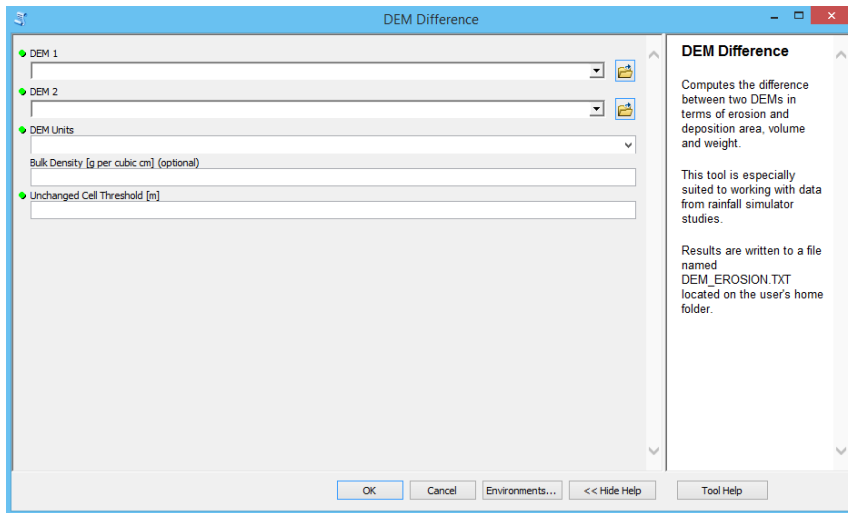 DEM Difference
DEM 1
DEM 2
DEM Units
Bulk Density [g per cubic cm] (optional)
Unchanged Cell Threshold [m]
DEM Difference
Computes the difference
between two DEMs in
terms of erosion and
deposition area, volume
and weight.
This tool is especially
suited to working with data
from rainfall simulator
studies.
Results are written to a file
named
DEM_EROSION.TXT
located on the user's home
folder.
OK
Cancel
Environments...
<< Hide Help
Tool Help